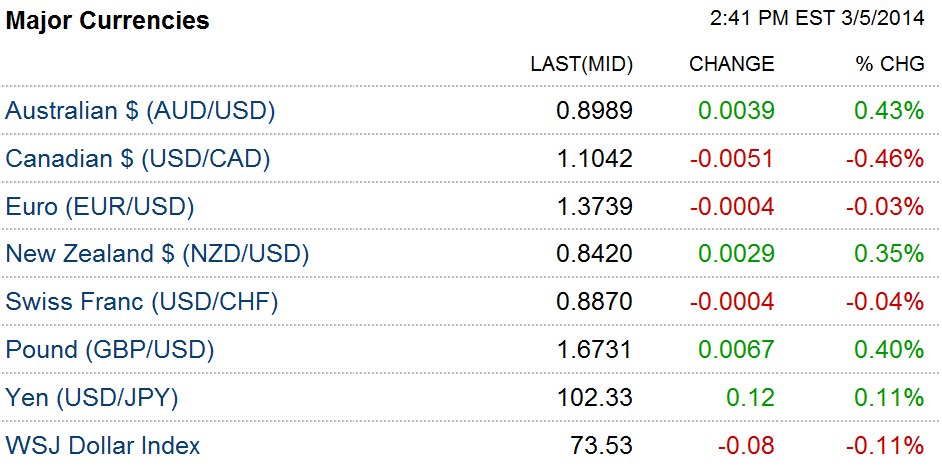 Major Currencies 2:41 PM EST 3/5/2014
LAST(MID) CHANGE % CHG
Australian $ (AUD/USD) 0.8989 0.0039 0.43%
Canadian $ (USD/CAD) 1.1042 -0.0051 -0.46%
Euro (EUR/USD) 1.3739 -0.0004 -0.03%
New Zealand $ (NZD/USD) 0.8420 0.0029 0.35%
Swiss Franc (USD/CHF) 0.8870 -0.0004 -0.04%
Pound (GBP/USD) 1.6731 0.0067 0.40%
Yen (USD/JPY) 102.33 0.12 0.11%
WSJ Dollar Index 73.53 -0.08 -0.11%